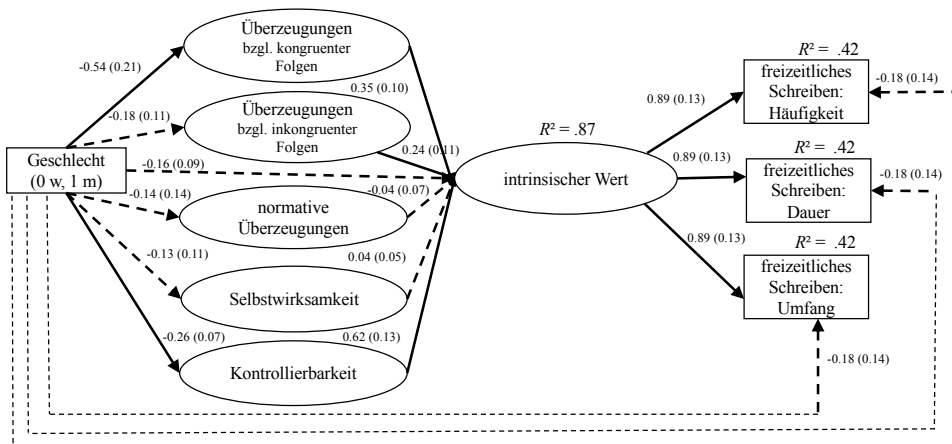 Überzeugungen
bzgl. kongruenter
Folgen
-0.54 (0.21)
0.35 (0.10)
Überzeugungen
bzgl. inkongruenter
Folgen
-0.18 (0.11)
0.24 (0.11)
Geschlecht
(0 w, 1 m)
-0.16 (0.09)
-0.14 (0.14)
-0.04 (0.07)
normative
Überzeugungen
-0.13 (0.11)
0.04 (0.05)
Selbstwirksamkeit
-0.26 (0.07)
0.62 (0.13)
Kontrollierbarkeit
R² = .87
intrinsischer Wert
0.89 (0.13)
0.89 (0.13)
0.89 (0.13)
R² = .42
freizeitliches
Schreiben:
Häufigkeit
-0.18 (0.14)
R² = .42
freizeitliches
Schreiben:
Dauer
-0.18 (0.14)
R² = .42
freizeitliches
Schreiben:
Umfang
-0.18 (0.14)